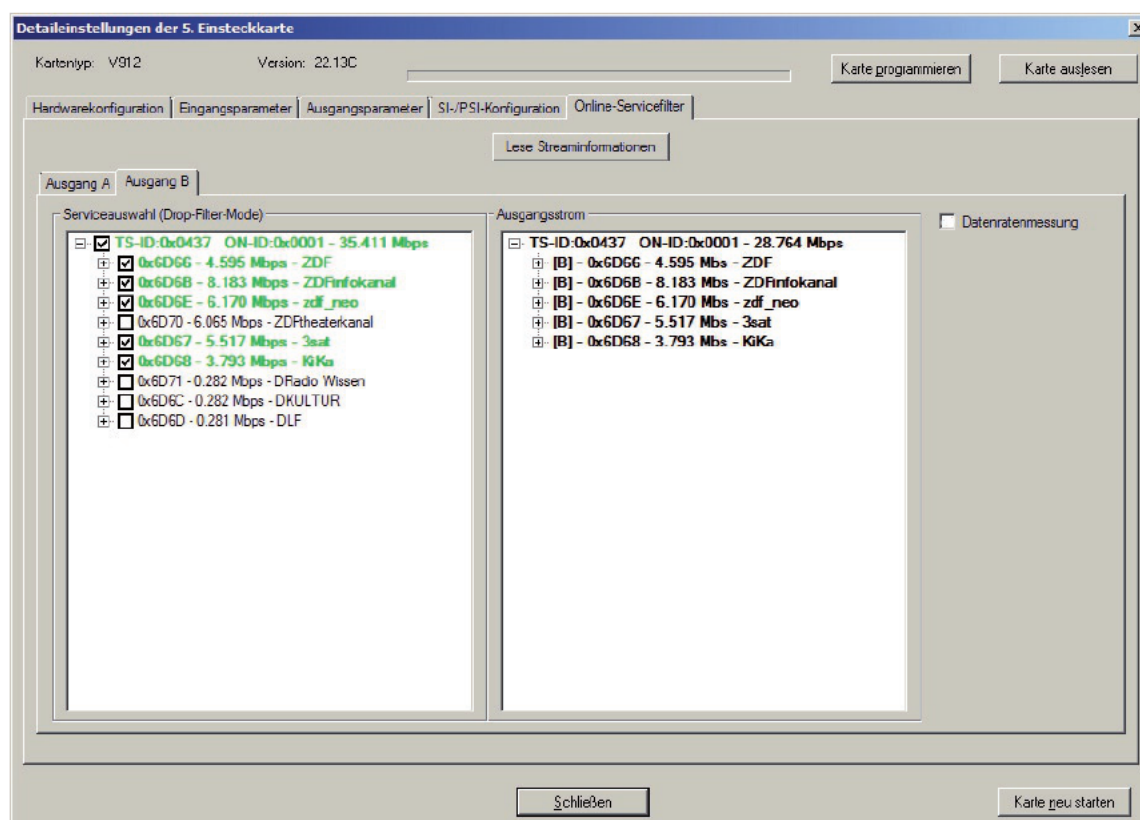 Detaileinstellungen der 5. Einsteckkarte
Kartentyp: V912 Version: 22.13C
Karte programmieren
Karte auslesen
Hardwarekonfiguration Eingangsparameter Ausgangsparameter SI-/PSI-Konfiguration Online-Servicefilter
Lese Streaminformationen
Ausgang A Ausgang B
Serviceauswahl (Drop-Filter-Mode)
TS-ID:0x0437 ON-ID:0x0001 - 35.411 Mbps
0x6D66 - 4.595 Mbps - ZDF
0x6D6B - 8.183 Mbps - ZDFinfokanal
0x6D6E - 6.170 Mbps - zdf_neo
0x6D70 - 6.065 Mbps - ZDFtheaterkanal
0x6D67 - 5.517 Mbps - 3sat
0x6D68 - 3.793 Mbps - KiKa
0x6D71 - 0.282 Mbps - DRadio Wissen
0x6D6C - 0.282 Mbps - DKULTUR
0x6D6D - 0.281 Mbps - DLF
Ausgangsstrom
TS-ID:0x0437 ON-ID:0x0001 - 28.764 Mbps
[B] - 0x6D66 - 4.595 Mbs - ZDF
[B] - 0x6D6B - 8.183 Mbs - ZDFinfokanal
[B] - 0x6D6E - 6.170 Mbs - zdf_neo
[B] - 0x6D67 - 5.517 Mbs - 3sat
[B] - 0x6D68 - 3.793 Mbs - KiKa
Datenratenmessung
Schließen
Karte neu starten